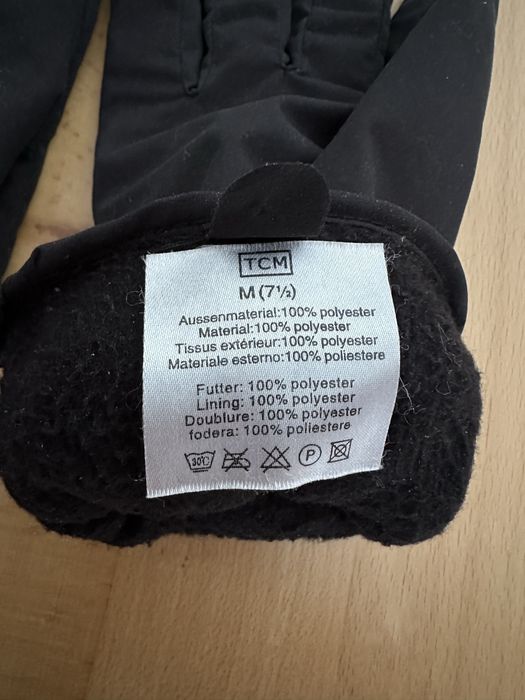 TCM
M (7½)
Aussenmaterial:100% polyester
Material:100% polyester
Tissus extérieur:100% polyester
Materiale esterno:100% poliestere
Futter: 100% polyester
Lining: 100% polyester
Doublure: 100% polyester
fodera: 100% poliestere
30°C P